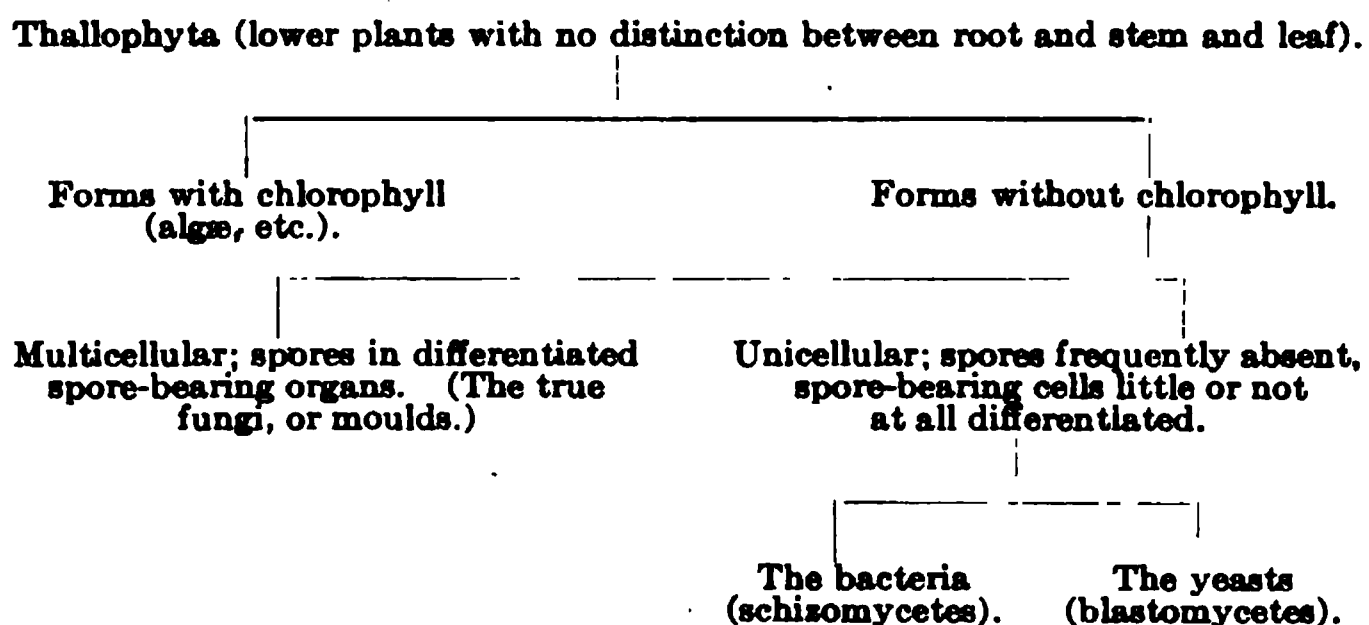 Thallophyta (lower plants with no distinction between root and stem and leaf).
Forms with chlorophyll
(algæ, etc.).
Forms without chlorophyll.
Multicellular; spores in differentiated
spore-bearing organs. (The true
fungi, or moulds.)
Unicellular; spores frequently absent,
spore-bearing cells little or not
at all differentiated.
The bacteria
(schizomycetes).
The yeasts
(blastomycetes).